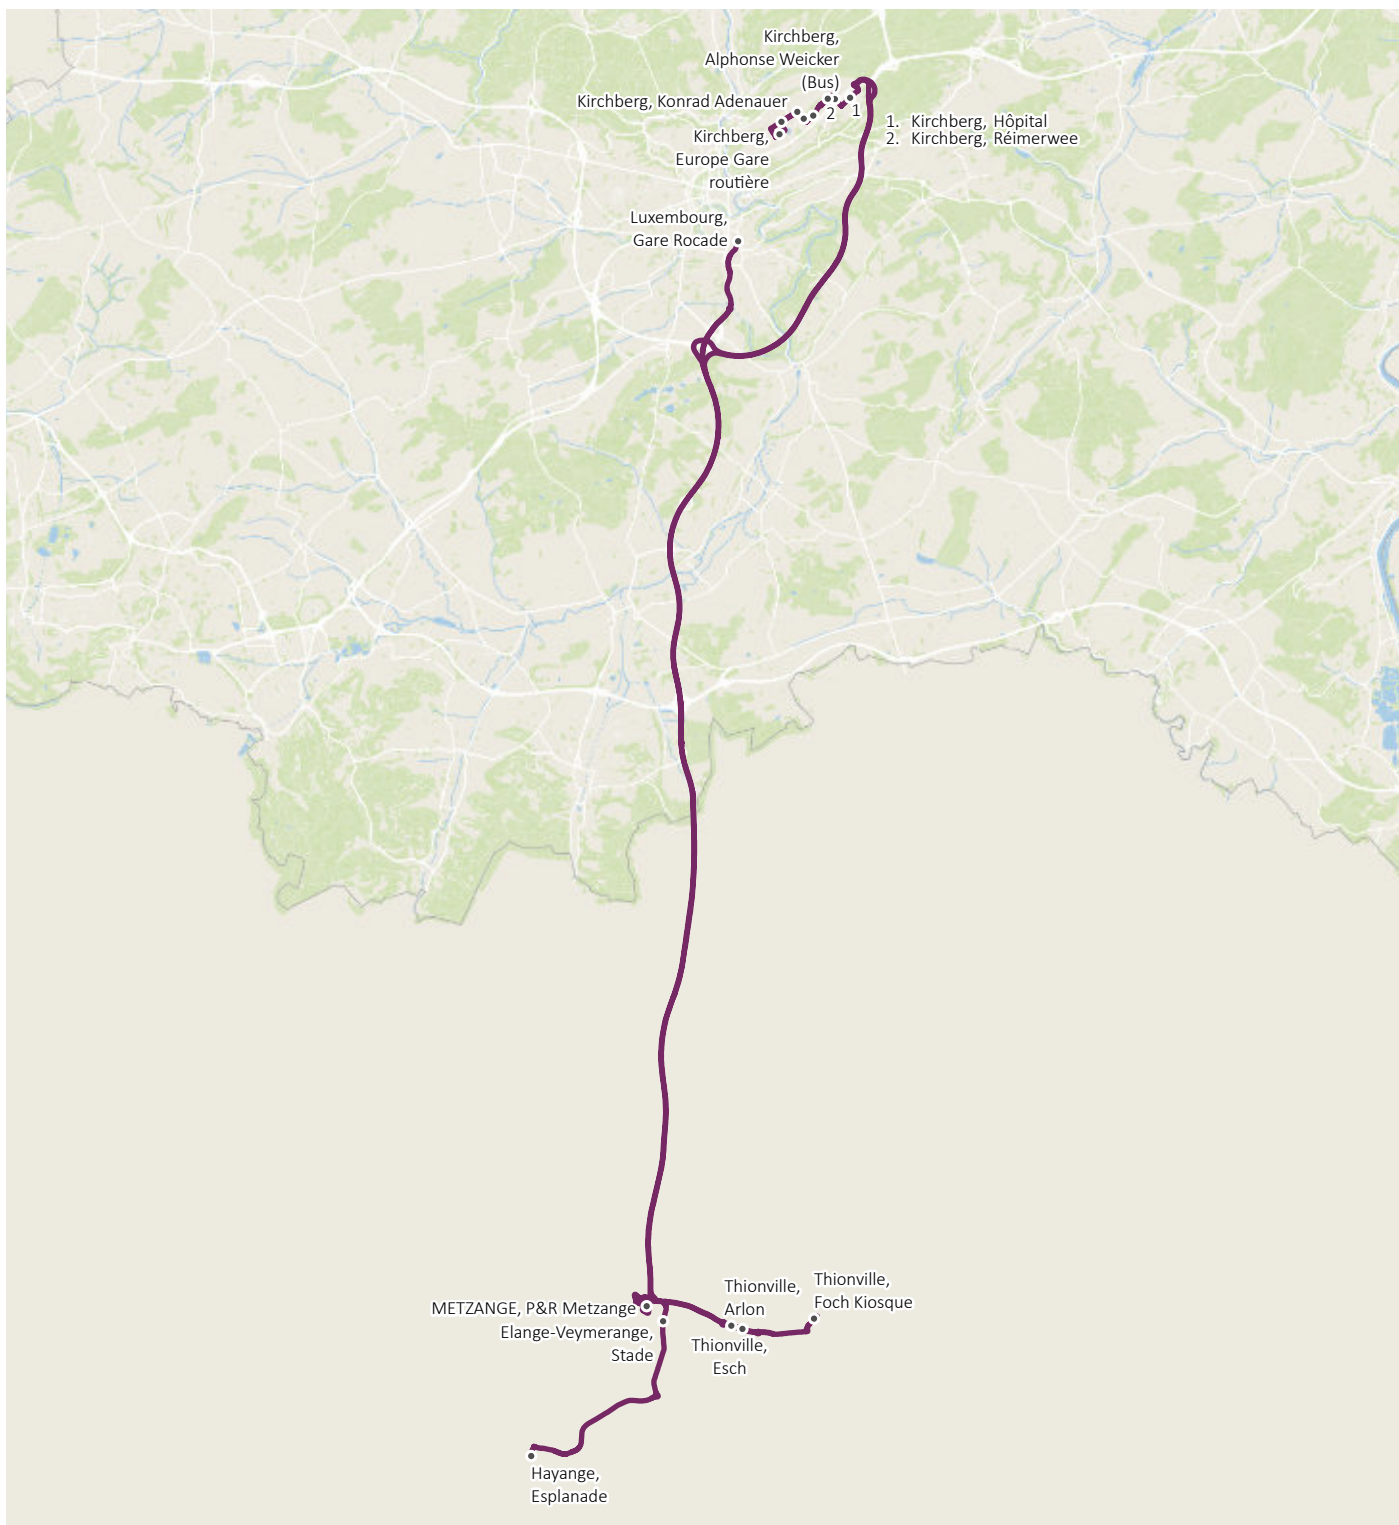 Kirchberg,
Alphonse Weicker
(Bus)
Kirchberg, Konrad Adenauer
2
1
1. Kirchberg, Hôpital
2. Kirchberg, Réimerwee
Kirchberg,
Europe Gare
routière
Luxembourg,
Gare Rocade
Thionville,
Foch Kiosque
Thionville,
Arlon
METZANGE, P&R Metzange
Elange-Veymerange,
Stade
Thionville,
Esch
Hayange,
Esplanade